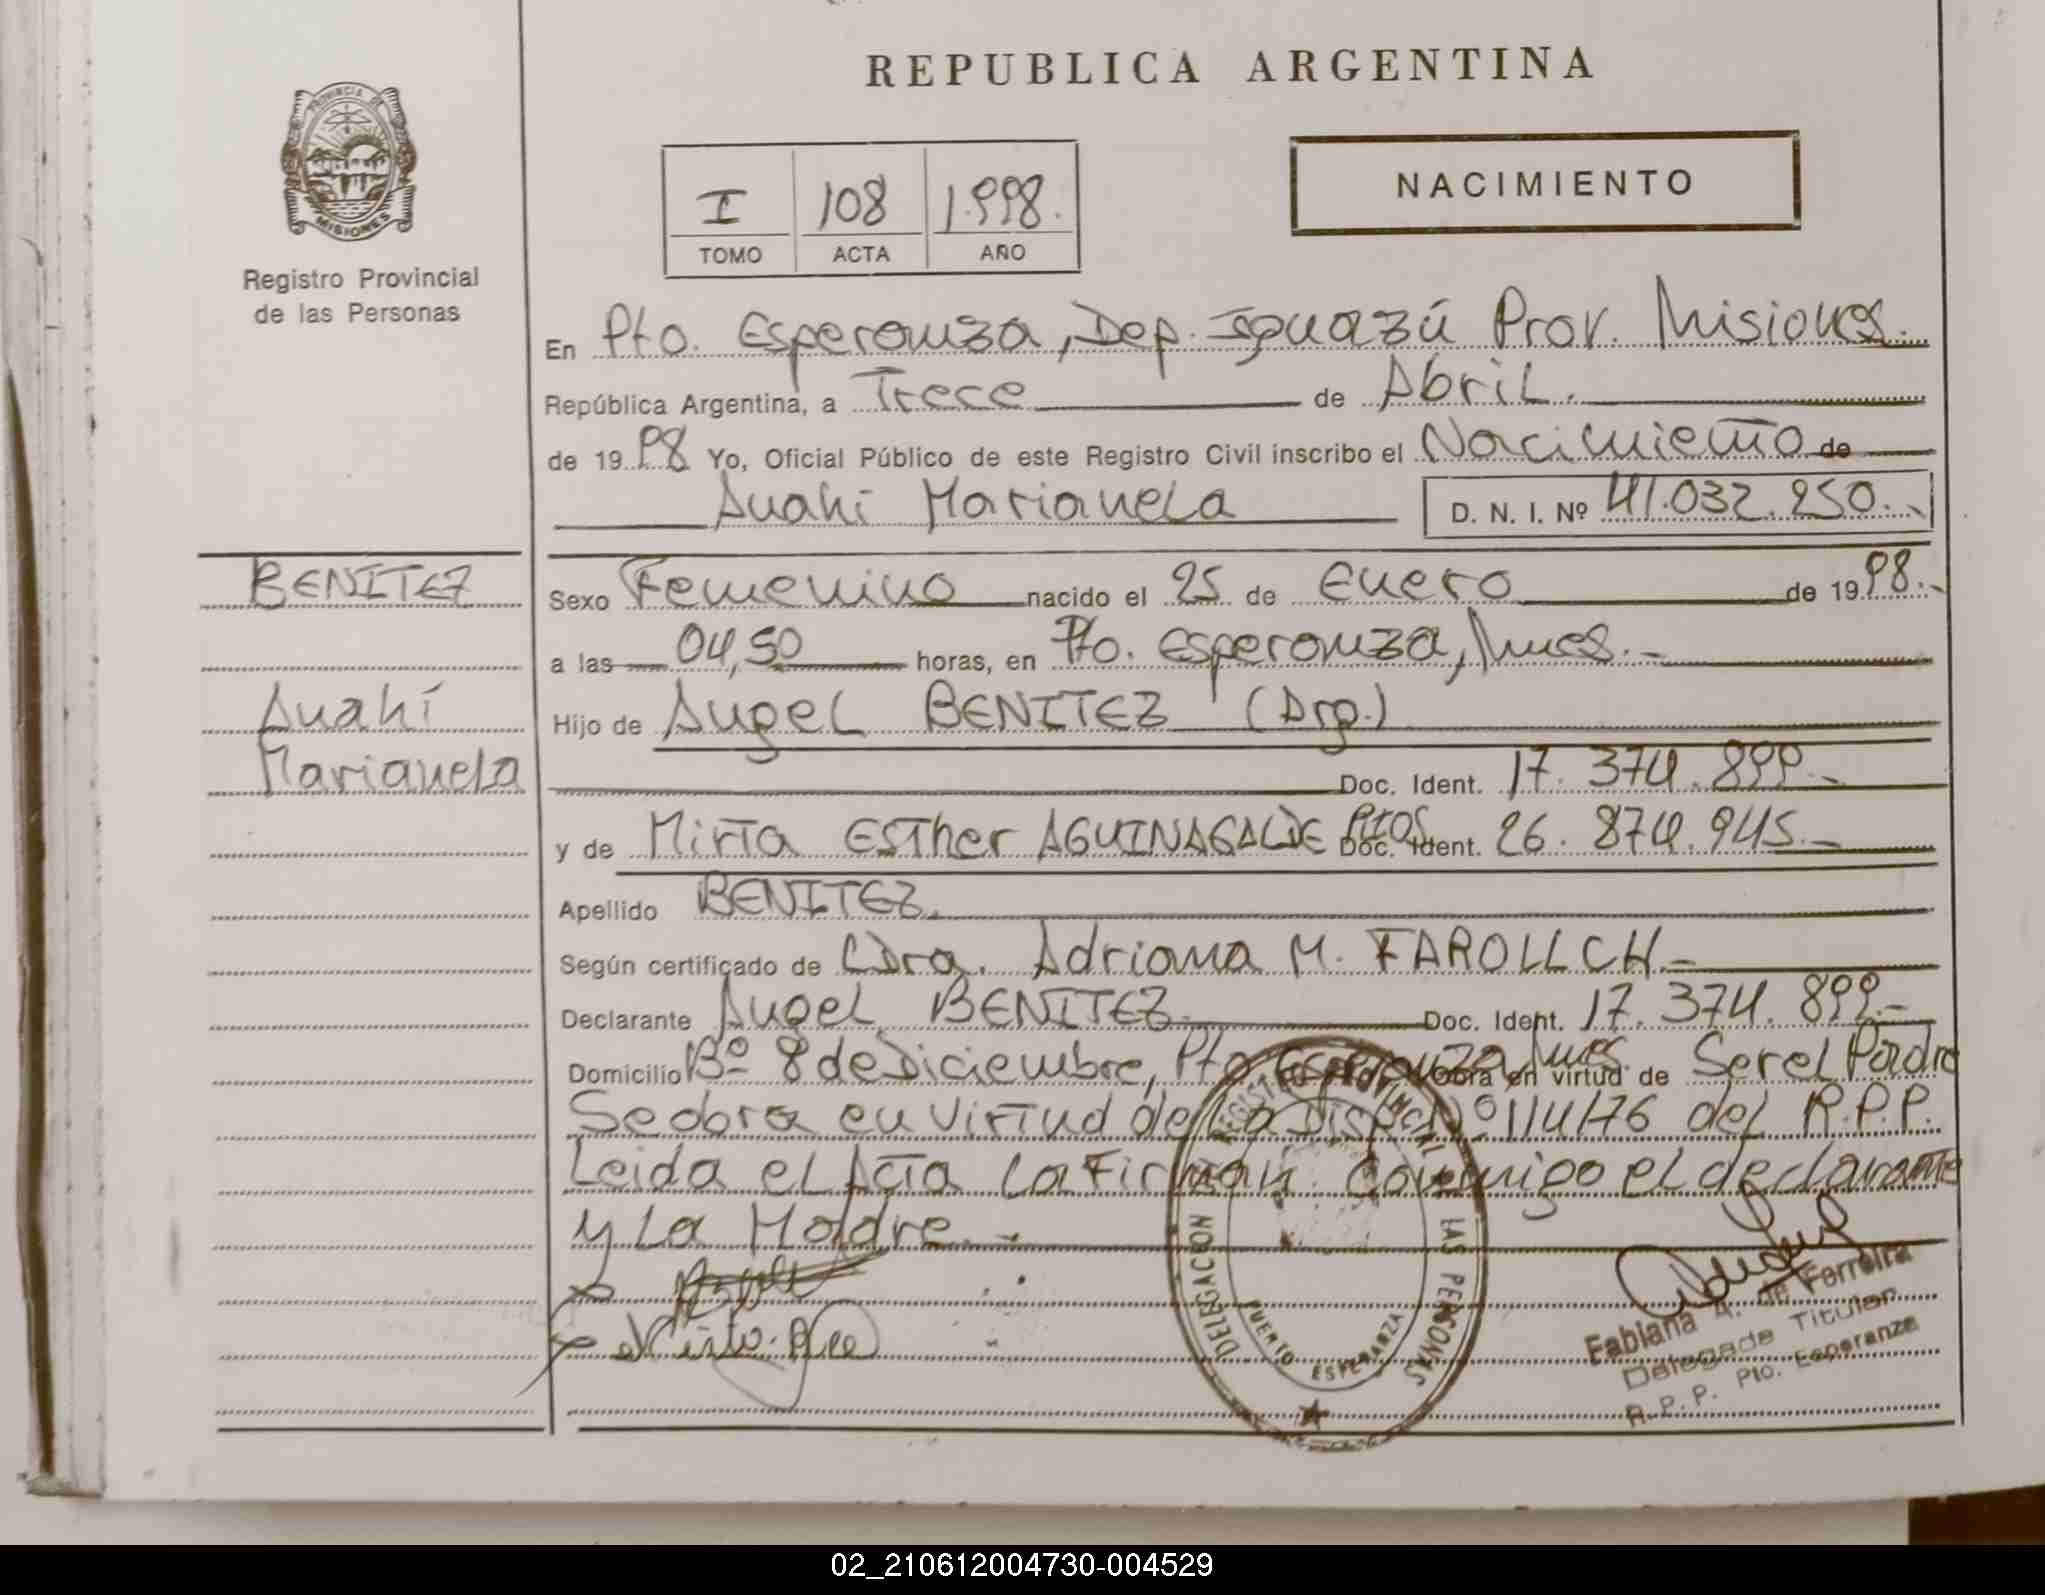 REPUBLICA ARGENTINA
PROVINCIA DE
MISIONES
Registro Provincial
de las Personas
I 108 1.998.
TOMO ACTA AÑO
NACIMIENTO
En Pto. Esperanza, Dep. Iguazú Prov. Misiones.
República Argentina, a Trece de Abril.
de 1998 Yo, Oficial Público de este Registro Civil inscribo el Nacimiento de
Anahí Marianela D. N. I. Nº 41.032.250.-
BENITEZ
Anahí
Marianela
Sexo Femenino nacido el 25 de Enero de 1998.-
a las 04,50 horas, en Pto. Esperanza, Mnes.-
Hijo de Angel BENITEZ (Arg.)
Doc. Ident. 17.374.899.-
y de Mirta Esther AGUINAGALDE Doc. Ident. 26.874.945.-
Apellido BENITEZ.
Según certificado de Dra. Adriana M. FAROLLCH.-
Declarante Angel BENITEZ. Doc. Ident. 17.374.899.-
Domicilio Bº 8 de Diciembre, Pto. Esperanza, Mnes. Obra en virtud de Ser el Padre
Se obra en virtud de La Disp. Nº 114/76 del R.P.P.
Leida el Acta La Firman conmigo el declarante
y La Madre.-
DELEGACION REGISTRO PROVINCIAL LAS PERSONAS
PUERTO ESPERANZA
Fabiana A. de Ferreira
Delegada Titular
R.P.P. Pto. Esperanza
02_210612004730-004529